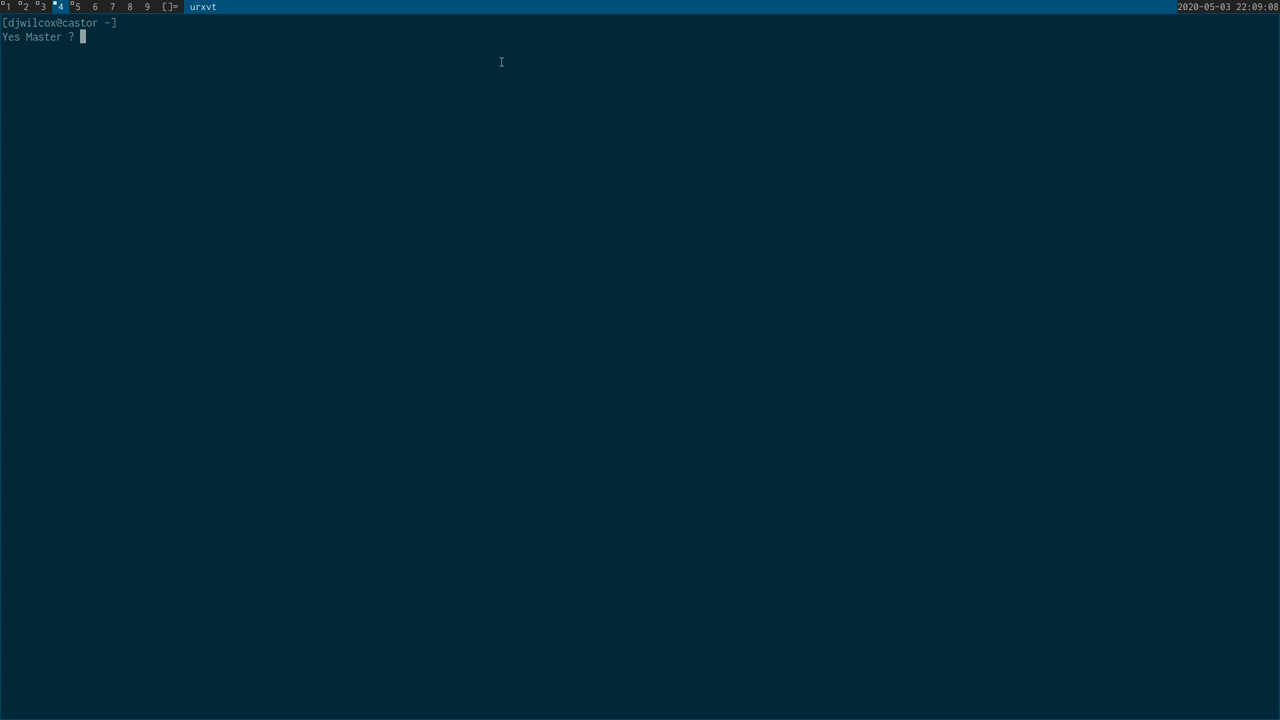 1 2 3 4 5 6 7 8 9 []= urxvt 2020-05-03 22:09:08
[djwilcox@castor ~]
Yes Master ?